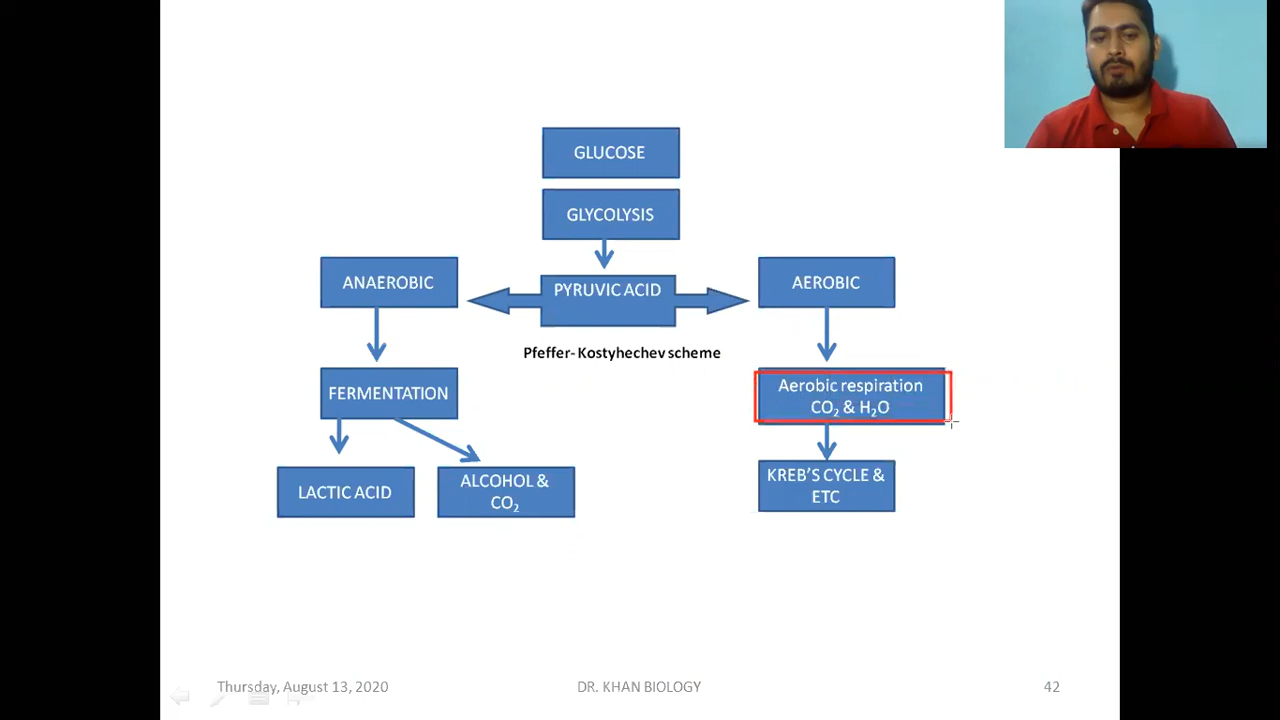 GLUCOSE
GLYCOLYSIS
ANAEROBIC
PYRUVIC ACID
AEROBIC
Pfeffer- Kostyhechev scheme
FERMENTATION
Aerobic respiration
CO₂ & H₂O
LACTIC ACID
ALCOHOL &
CO₂
KREB'S CYCLE &
ETC
Thursday, August 13, 2020
DR. KHAN BIOLOGY
42